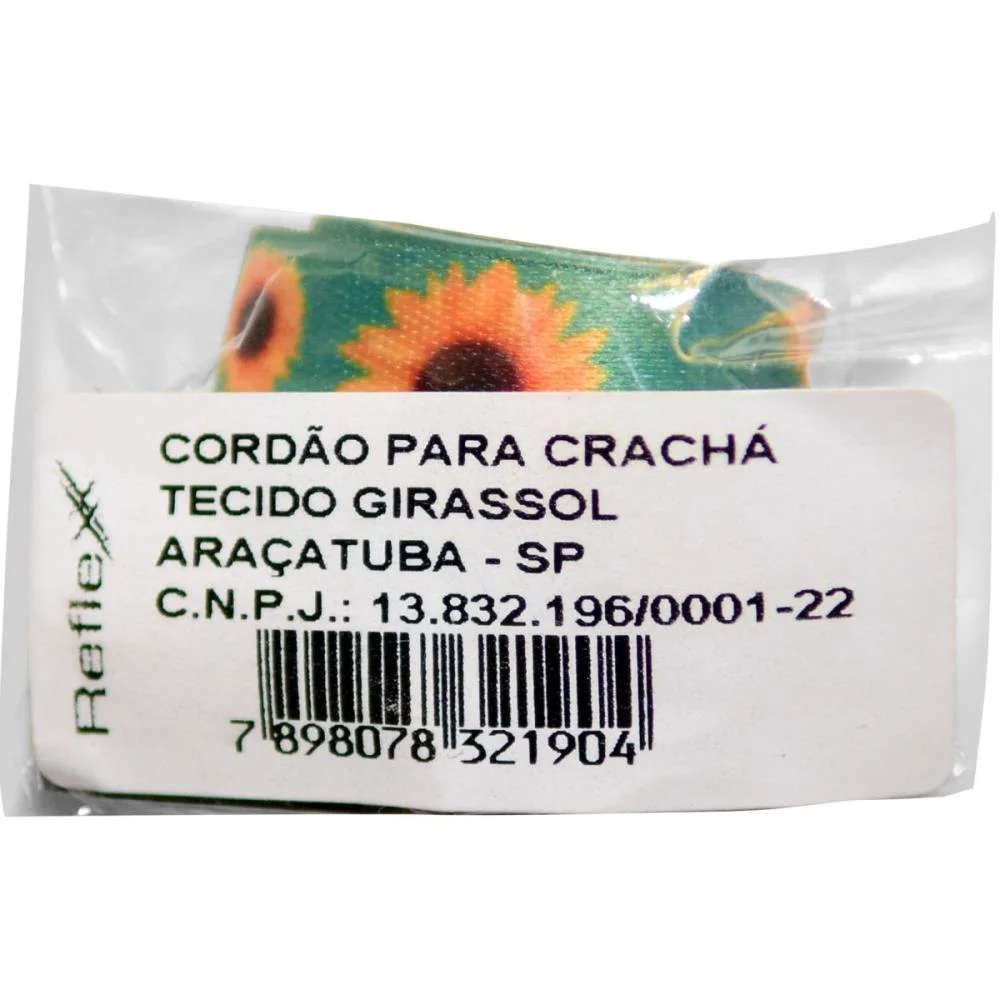 Reflex
CORDÃO PARA CRACHÁ
TECIDO GIRASSOL
ARAÇATUBA - SP
C.N.P.J.: 13.832.196/0001-22
7 898078 321904